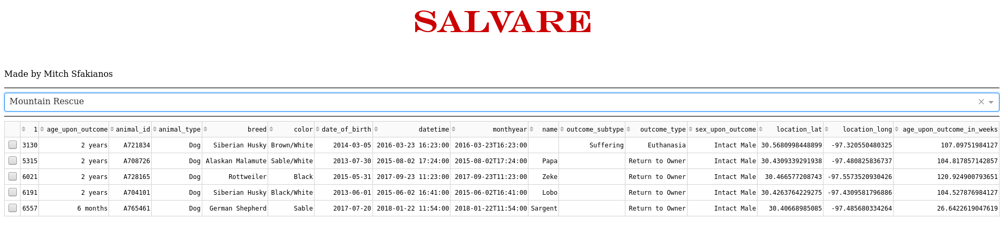 SALVARE
Made by Mitch Sfakianos
Mountain Rescue
1 age_upon_outcome animal_id animal_type breed color date_of_birth datetime monthyear name outcome_subtype outcome_type sex_upon_outcome location_lat location_long age_upon_outcome_in_weeks
3130 2 years A721834 Dog Siberian Husky Brown/White 2014-03-05 2016-03-23 16:23:00 2016-03-23T16:23:00 Suffering Euthanasia Intact Male 30.5680998448899 -97.320550480325 107.09751984127
5315 2 years A708726 Dog Alaskan Malamute Sable/White 2013-07-30 2015-08-02 17:24:00 2015-08-02T17:24:00 Papa Return to Owner Intact Male 30.4309339291938 -97.480825836737 104.817857142857
6021 2 years A728165 Dog Rottweiler Black 2015-05-31 2017-09-23 11:23:00 2017-09-23T11:23:00 Zeke Return to Owner Intact Male 30.466577208743 -97.5573520930426 120.924900793651
6191 2 years A704101 Dog Siberian Husky Black/White 2013-06-01 2015-06-02 16:41:00 2015-06-02T16:41:00 Lobo Return to Owner Intact Male 30.4263764229275 -97.4309581796886 104.527876984127
6557 6 months A765461 Dog German Shepherd Sable 2017-07-20 2018-01-22 11:54:00 2018-01-22T11:54:00 Sargent Return to Owner Intact Male 30.40668985085 -97.485680334264 26.6422619047619